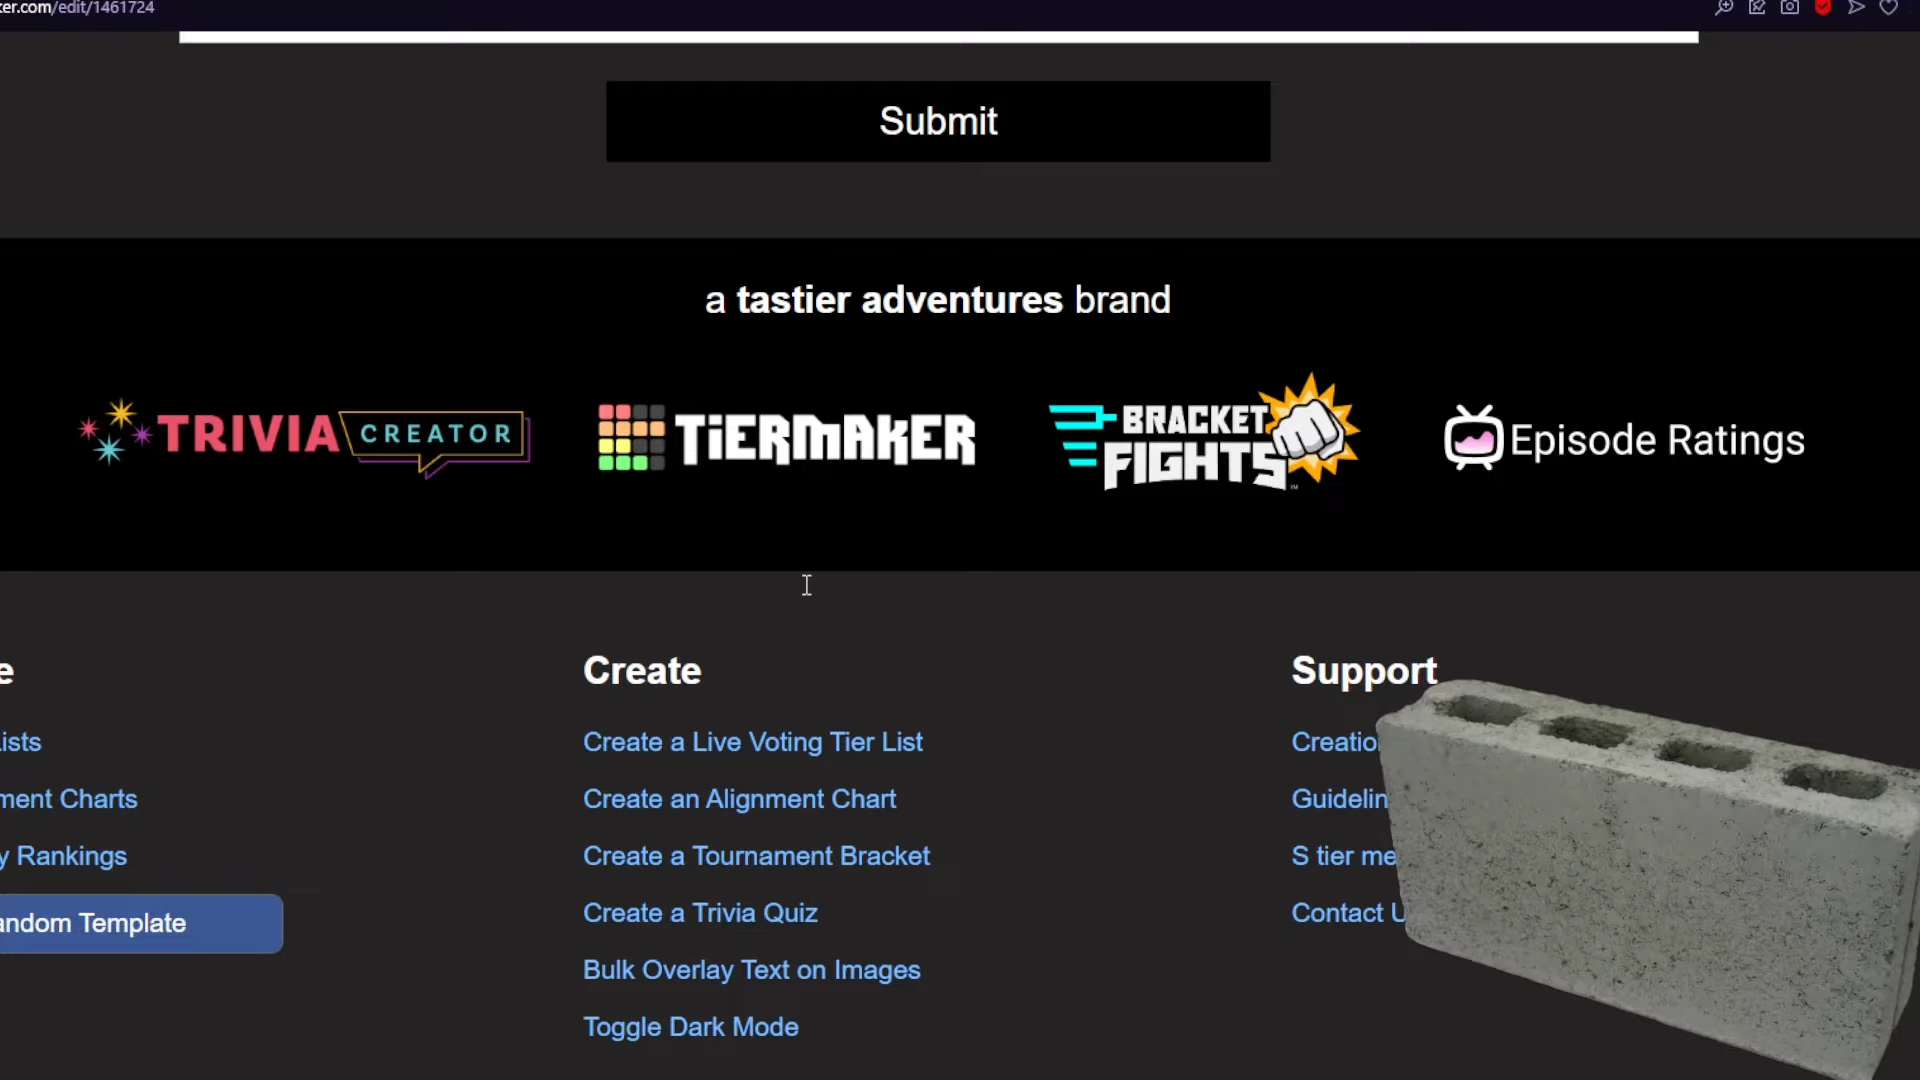 ker.com/edit/1461724
Submit
a tastier adventures brand
TRIVIA CREATOR
TiERMAKER
BRACKET
FIGHTS
Episode Ratings
e
ists
ment Charts
y Rankings
andom Template
Create
Create a Live Voting Tier List
Create an Alignment Chart
Create a Tournament Bracket
Create a Trivia Quiz
Bulk Overlay Text on Images
Toggle Dark Mode
Support
Creatio
Guidelin
S tier me
Contact U